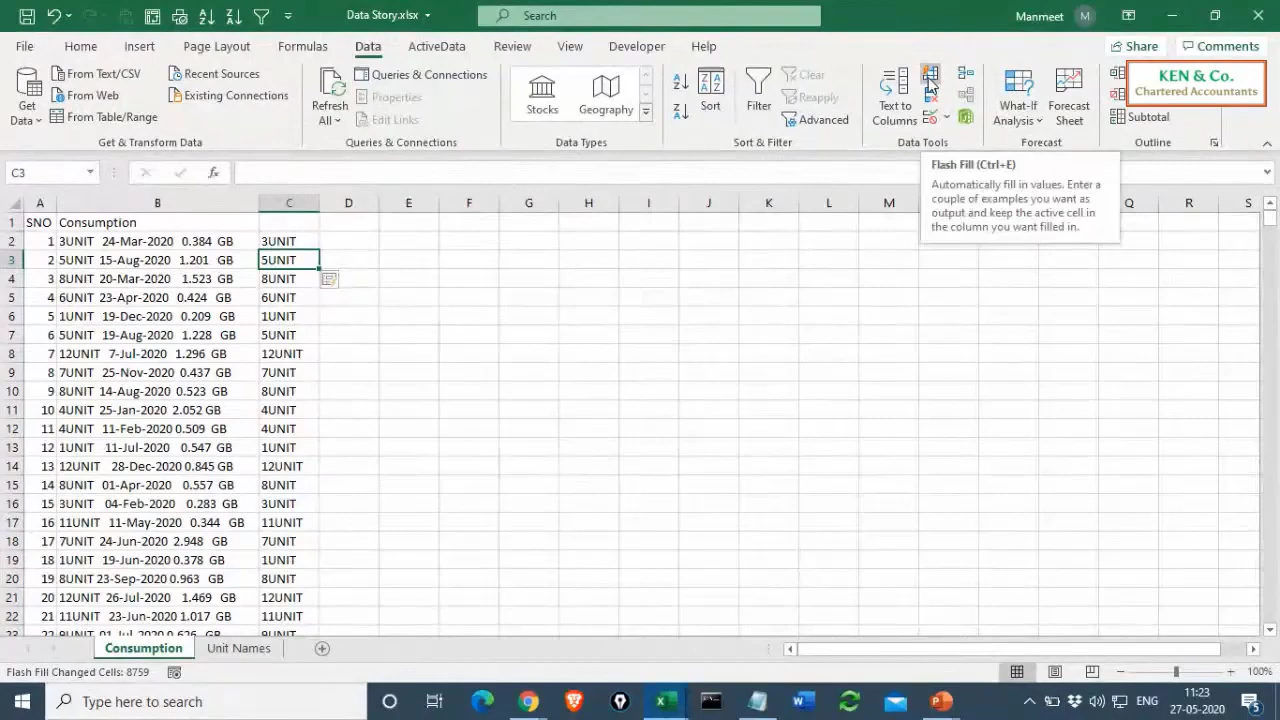 Data Story.xlsx
Search
Manmeet
M
File Home Insert Page Layout Formulas Data ActiveData Review View Developer Help Share Comments
Get Data
From Text/CSV
From Web
From Table/Range
Recent Sources
Existing Connections
Get & Transform Data
Refresh All
Queries & Connections
Properties
Edit Links
Queries & Connections
Stocks
Geography
Data Types
Sort
Filter
Clear
Reapply
Advanced
Sort & Filter
Text to Columns
Data Tools
What-If Analysis
Forecast Sheet
Forecast
Subtotal
Outline
KEN & Co.
Chartered Accountants
Flash Fill (Ctrl+E)
Automatically fill in values. Enter a
couple of examples you want as
output and keep the active cell in
the column you want filled in.
C3 fx
A B C D E F G H I J K L M Q R S
1 SNO Consumption
2 1 3UNIT 24-Mar-2020 0.384 GB 3UNIT
3 2 5UNIT 15-Aug-2020 1.201 GB 5UNIT
4 3 8UNIT 20-Mar-2020 1.523 GB 8UNIT
5 4 6UNIT 23-Apr-2020 0.424 GB 6UNIT
6 5 1UNIT 19-Dec-2020 0.209 GB 1UNIT
7 6 5UNIT 19-Aug-2020 1.228 GB 5UNIT
8 7 12UNIT 7-Jul-2020 1.296 GB 12UNIT
9 8 7UNIT 25-Nov-2020 0.437 GB 7UNIT
10 9 8UNIT 14-Aug-2020 0.523 GB 8UNIT
11 10 4UNIT 25-Jan-2020 2.052 GB 4UNIT
12 11 4UNIT 11-Feb-2020 0.509 GB 4UNIT
13 12 1UNIT 11-Jul-2020 0.547 GB 1UNIT
14 13 12UNIT 28-Dec-2020 0.845 GB 12UNIT
15 14 8UNIT 01-Apr-2020 0.557 GB 8UNIT
16 15 3UNIT 04-Feb-2020 0.283 GB 3UNIT
17 16 11UNIT 11-May-2020 0.344 GB 11UNIT
18 17 7UNIT 24-Jun-2020 2.948 GB 7UNIT
19 18 1UNIT 19-Jun-2020 0.378 GB 1UNIT
20 19 8UNIT 23-Sep-2020 0.963 GB 8UNIT
21 20 12UNIT 26-Jul-2020 1.469 GB 12UNIT
22 21 11UNIT 23-Jun-2020 1.017 GB 11UNIT
Consumption Unit Names
Flash Fill Changed Cells: 8759
100%
Type here to search
ENG
11:23
27-05-2020
5